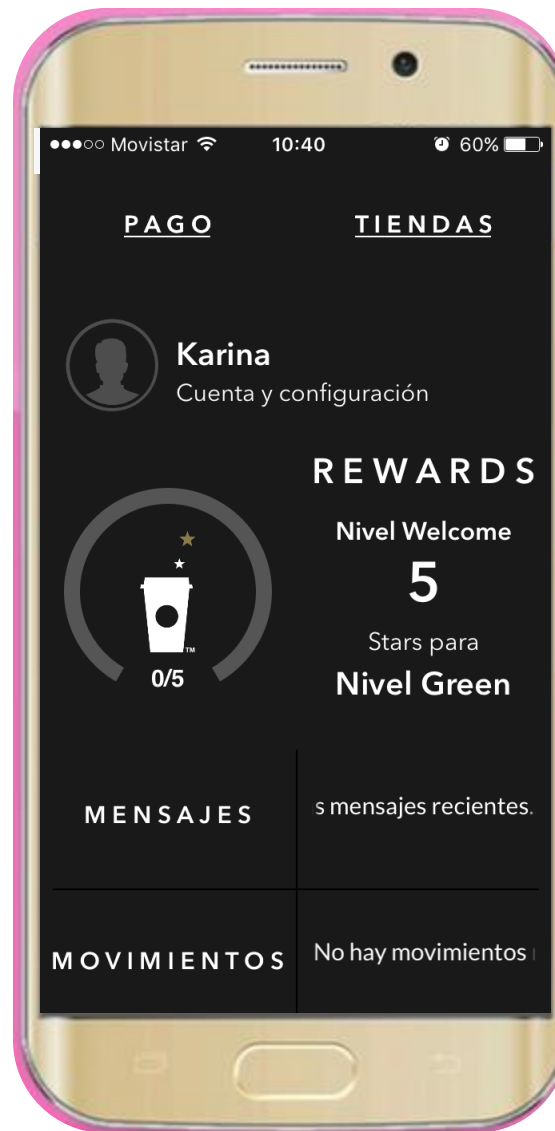 Movistar 10:40 60%
PAGO TIENDAS
Karina
Cuenta y configuración
REWARDS
Nivel Welcome
5
Stars para
Nivel Green
TM
0/5
MENSAJES
s mensajes recientes.
MOVIMIENTOS
No hay movimientos